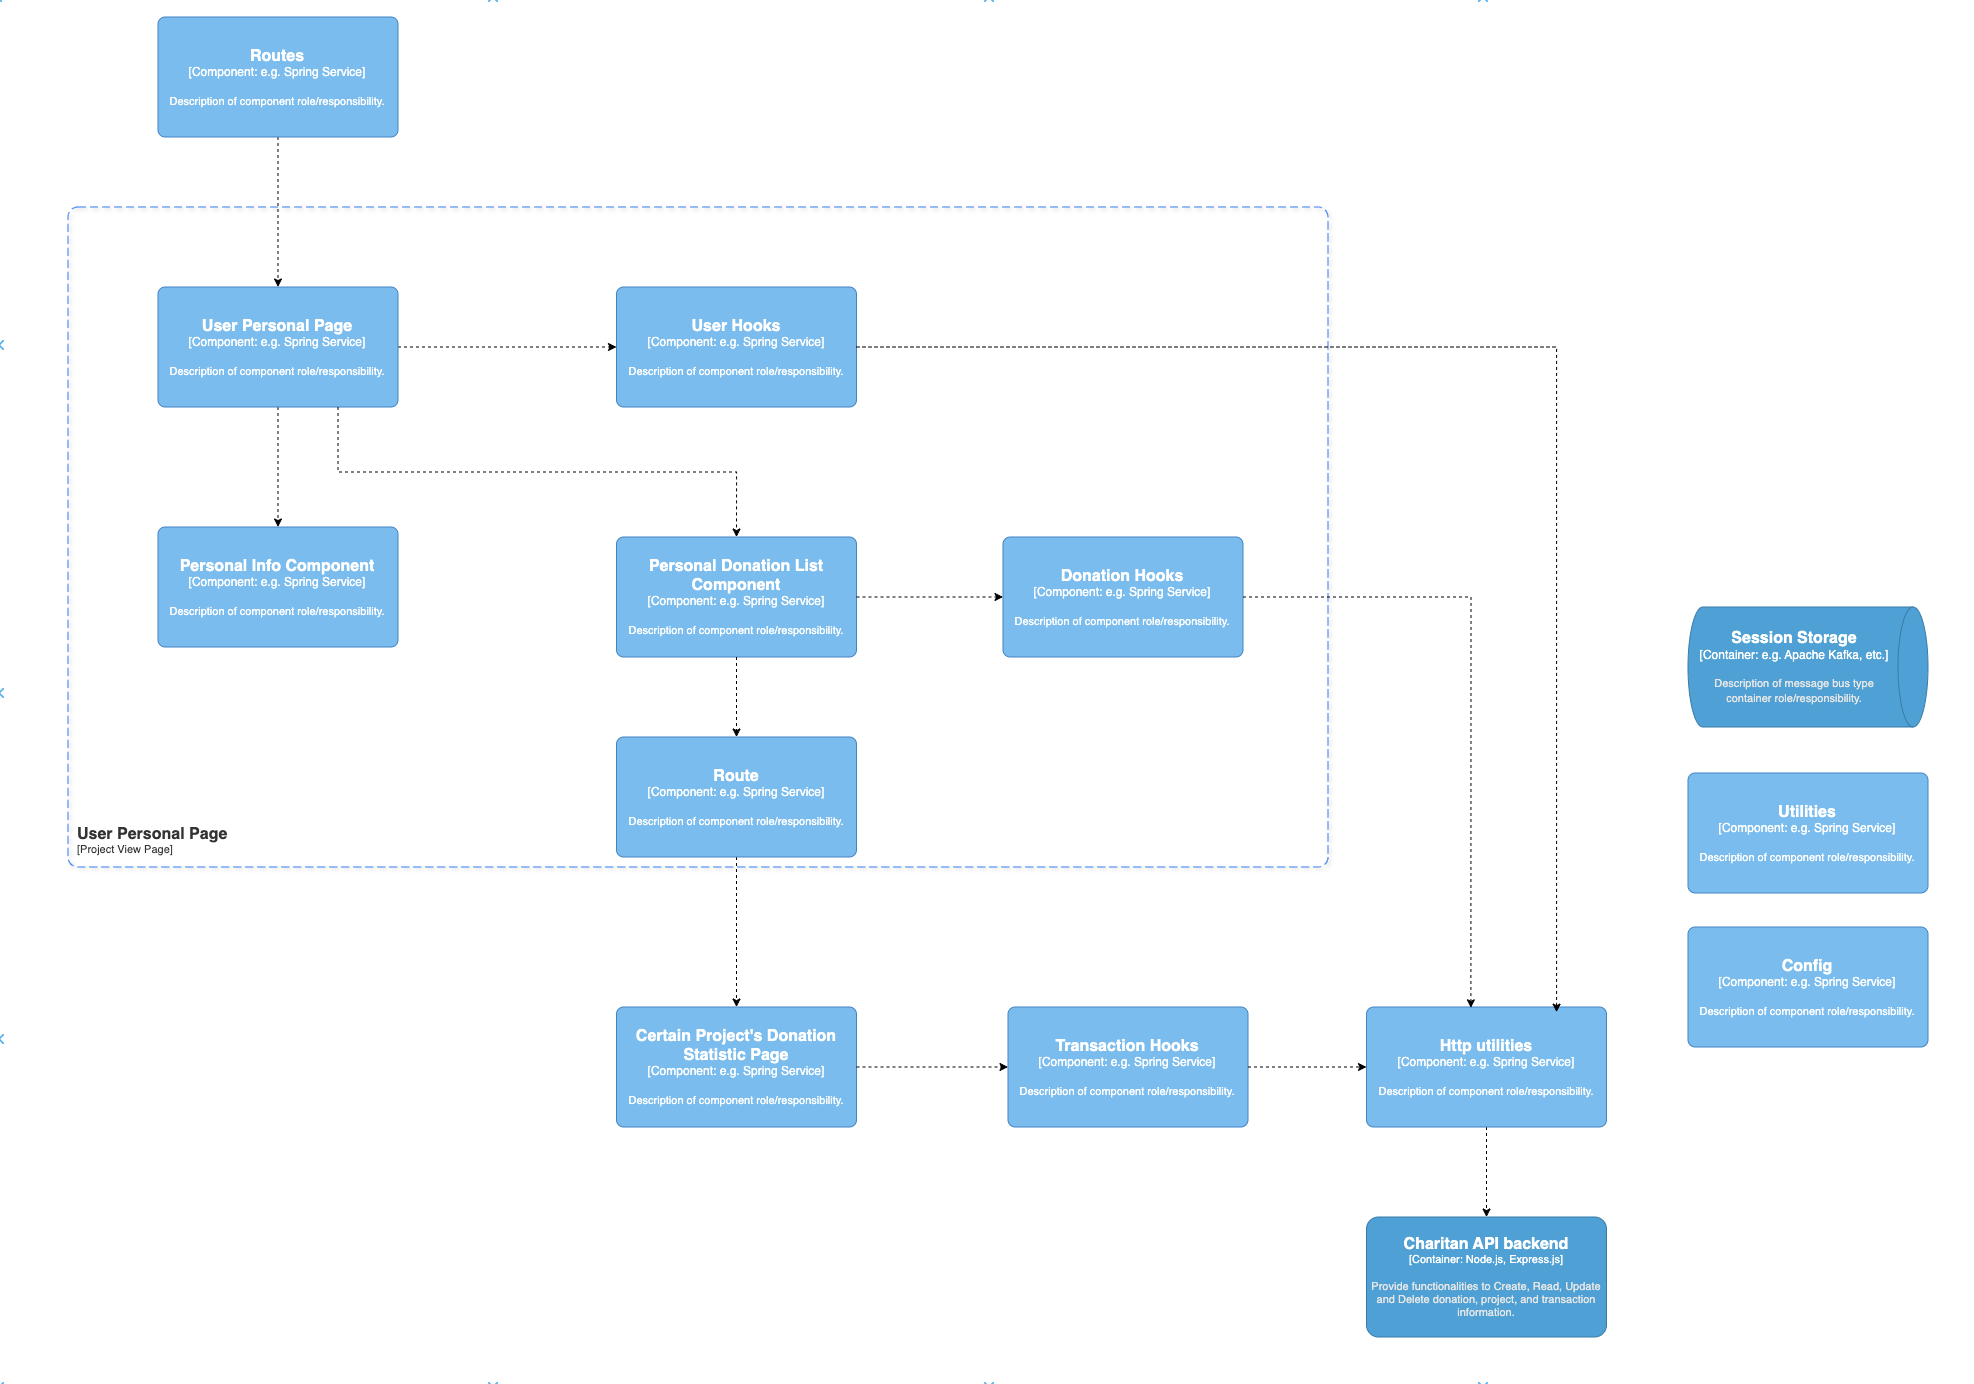 Routes
[Component: e.g. Spring Service]
Description of component role/responsibility.
User Personal Page
[Component: e.g. Spring Service]
Description of component role/responsibility.
User Hooks
[Component: e.g. Spring Service]
Description of component role/responsibility.
Personal Info Component
[Component: e.g. Spring Service]
Description of component role/responsibility.
Personal Donation List
Component
[Component: e.g. Spring Service]
Description of component role/responsibility.
Donation Hooks
[Component: e.g. Spring Service]
Description of component role/responsibility.
Session Storage
[Container: e.g. Apache Kafka, etc.]
Description of message bus type
container role/responsibility.
Route
[Component: e.g. Spring Service]
Description of component role/responsibility.
Utilities
[Component: e.g. Spring Service]
Description of component role/responsibility.
User Personal Page
[Project View Page]
Config
[Component: e.g. Spring Service]
Description of component role/responsibility.
Certain Project's Donation
Statistic Page
[Component: e.g. Spring Service]
Description of component role/responsibility.
Transaction Hooks
[Component: e.g. Spring Service]
Description of component role/responsibility.
Http utilities
[Component: e.g. Spring Service]
Description of component role/responsibility.
Charitan API backend
[Container: Node.js, Express.js]
Provide functionalities to Create, Read, Update
and Delete donation, project, and transaction
information.